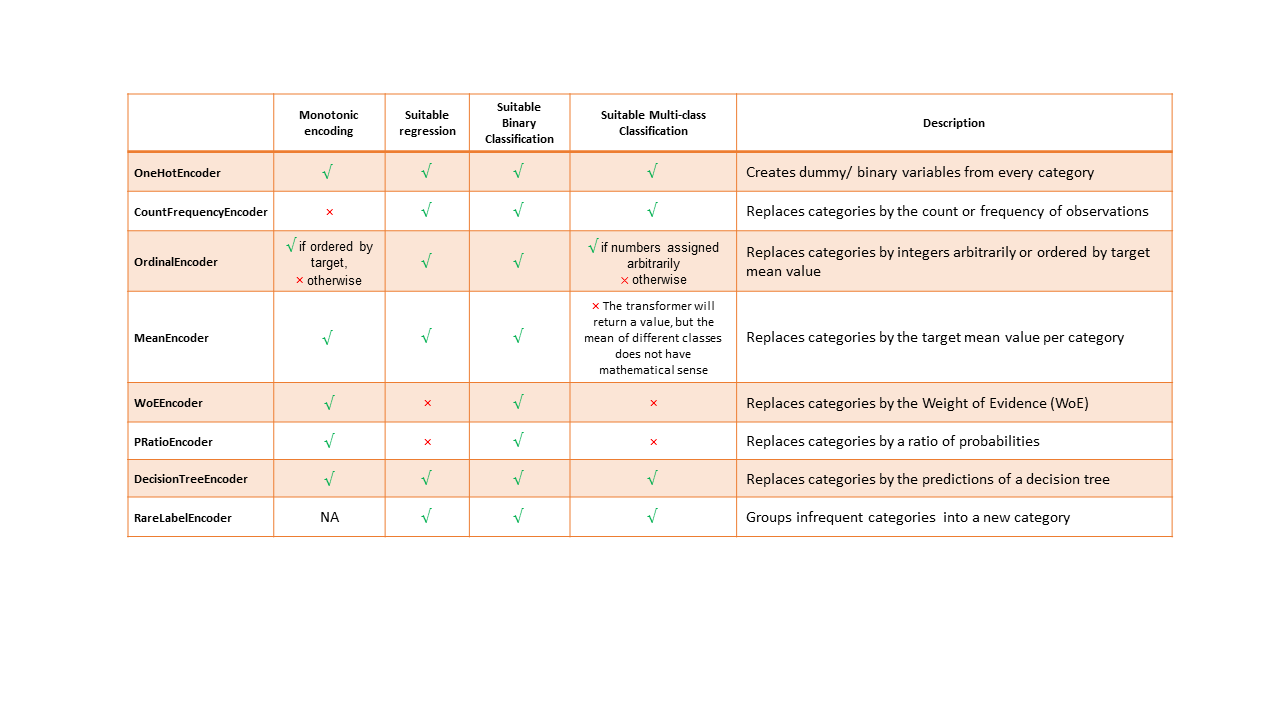 Monotonic
encoding
Suitable
regression
Suitable
Binary
Classification
Suitable Multi-class
Classification
Description
OneHotEncoder
√
√
√
√
Creates dummy/ binary variables from every category
CountFrequencyEncoder
×
√
√
√
Replaces categories by the count or frequency of observations
OrdinalEncoder
√ if ordered by
target,
× otherwise
√
√
√ if numbers assigned
arbitrarily
× otherwise
Replaces categories by integers arbitrarily or ordered by target
mean value
MeanEncoder
√
√
√
× The transformer will
return a value, but the
mean of different classes
does not have
mathematical sense
Replaces categories by the target mean value per category
WoEEncoder
√
×
√
×
Replaces categories by the Weight of Evidence (WoE)
PRatioEncoder
√
×
√
×
Replaces categories by a ratio of probabilities
DecisionTreeEncoder
√
√
√
√
Replaces categories by the predictions of a decision tree
RareLabelEncoder
NA
√
√
√
Groups infrequent categories into a new category